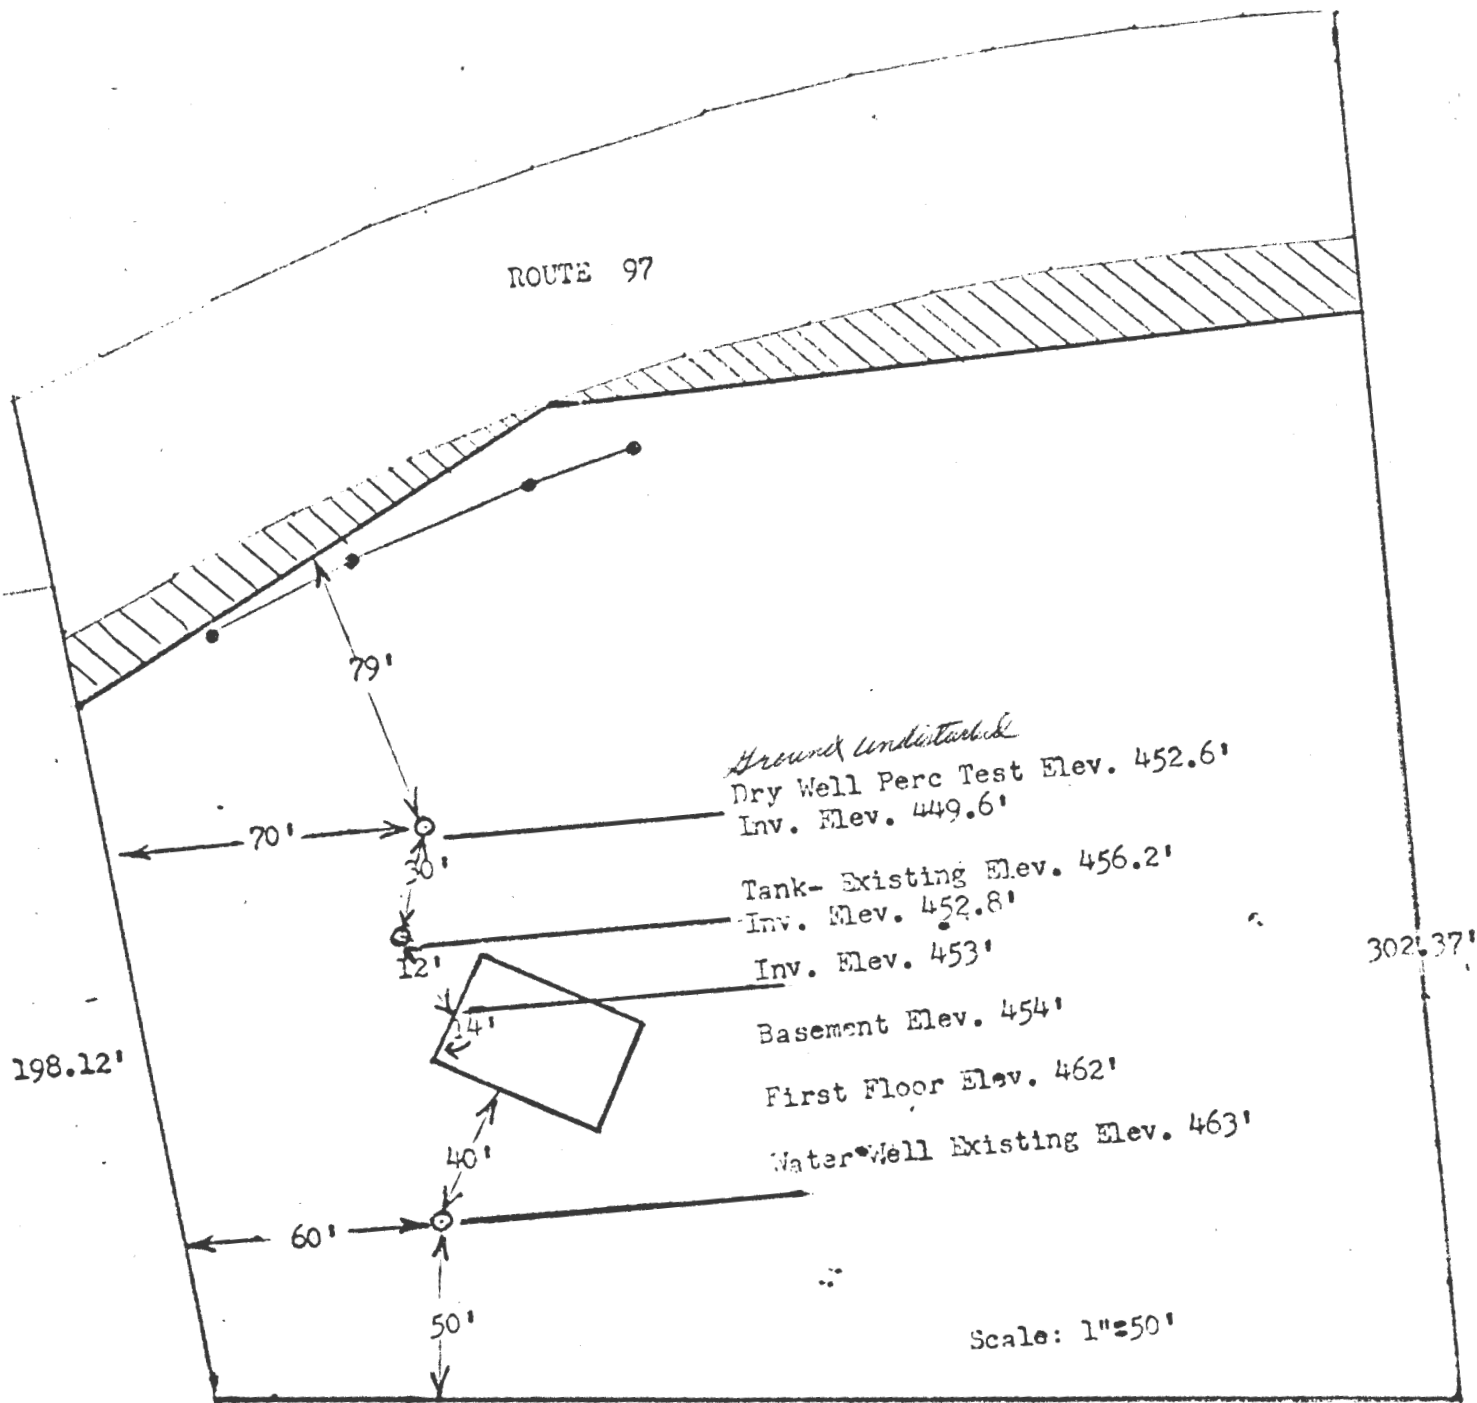 ROUTE 97
79'
Ground undisturbed
Dry Well Perc Test Elev. 452.6'
Inv. Elev. 449.6'
70'
30'
Tank- Existing Elev. 456.2'
Inv. Elev. 452.8'
12'
Inv. Elev. 453'
302.37'
14'
Basement Elev. 454'
198.12'
First Floor Elev. 462'
40'
Water Well Existing Elev. 463'
60'
50'
Scale: 1"=50'